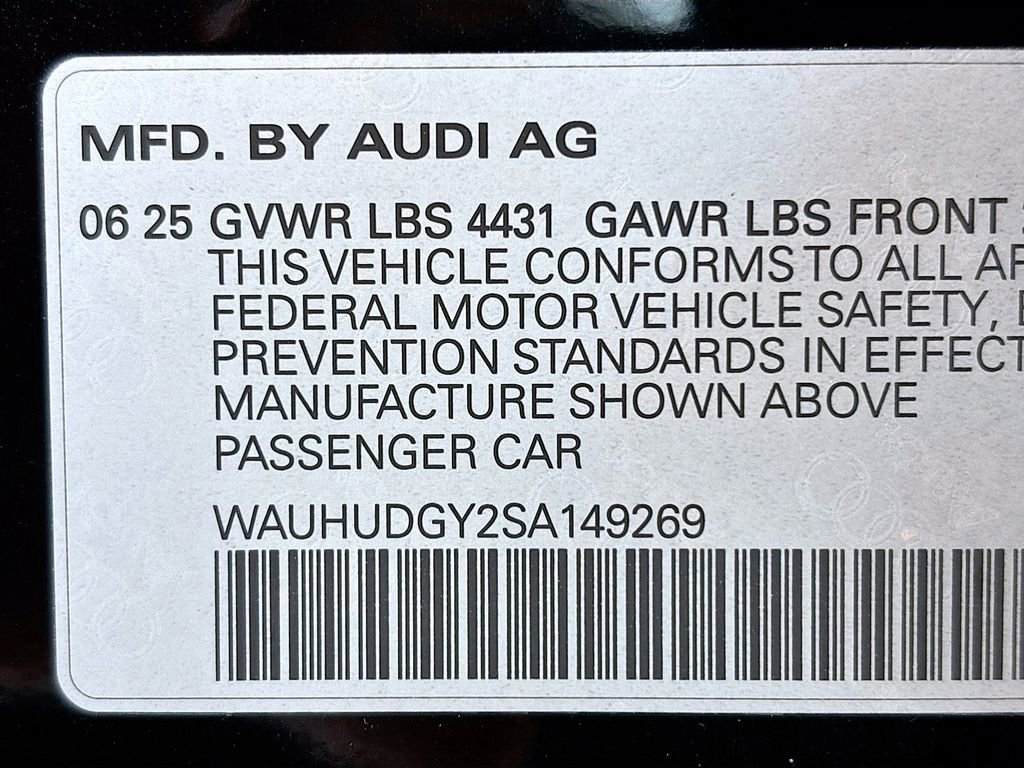 MFD. BY AUDI AG
06 25 GVWR LBS 4431 GAWR LBS FRONT
THIS VEHICLE CONFORMS TO ALL
FEDERAL MOTOR VEHICLE SAFETY,
PREVENTION STANDARDS IN EFFECT
MANUFACTURE SHOWN ABOVE
PASSENGER CAR
WAUHUDGY2SA149269